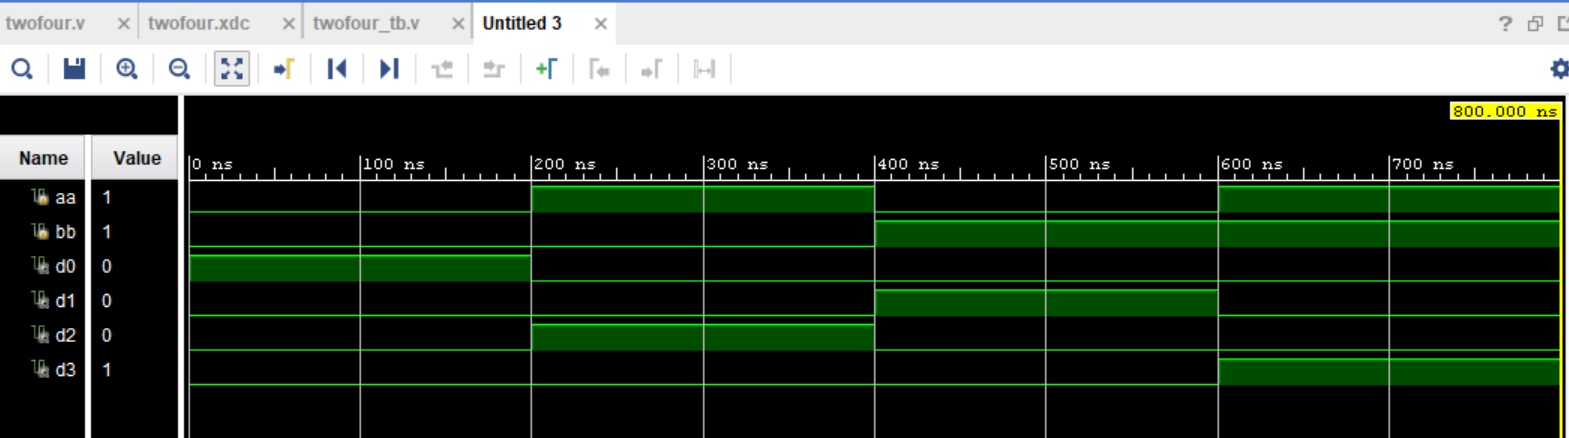 twofour.v × twofour.xdc × twofour_tb.v × Untitled 3 × ?
800.000 ns
Name Value 0 ns 100 ns 200 ns 300 ns 400 ns 500 ns 600 ns 700 ns
aa 1
bb 1
d0 0
d1 0
d2 0
d3 1